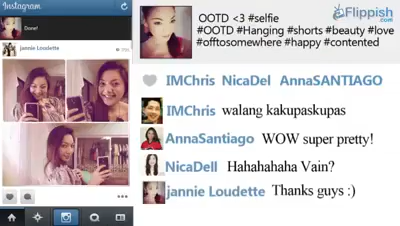 Instagram
Done!
jannie Loudette
OOTD <3 #selfie
#OOTD #Hanging #shorts #beauty #love
#offtosomewhere #happy #contented
Flippish
.com
IMChris NicaDel AnnaSANTIAGO
IMChris walang kakupaskupas
AnnaSantiago WOW super pretty!
NicaDell Hahahahaha Vain?
jannie Loudette Thanks guys :)